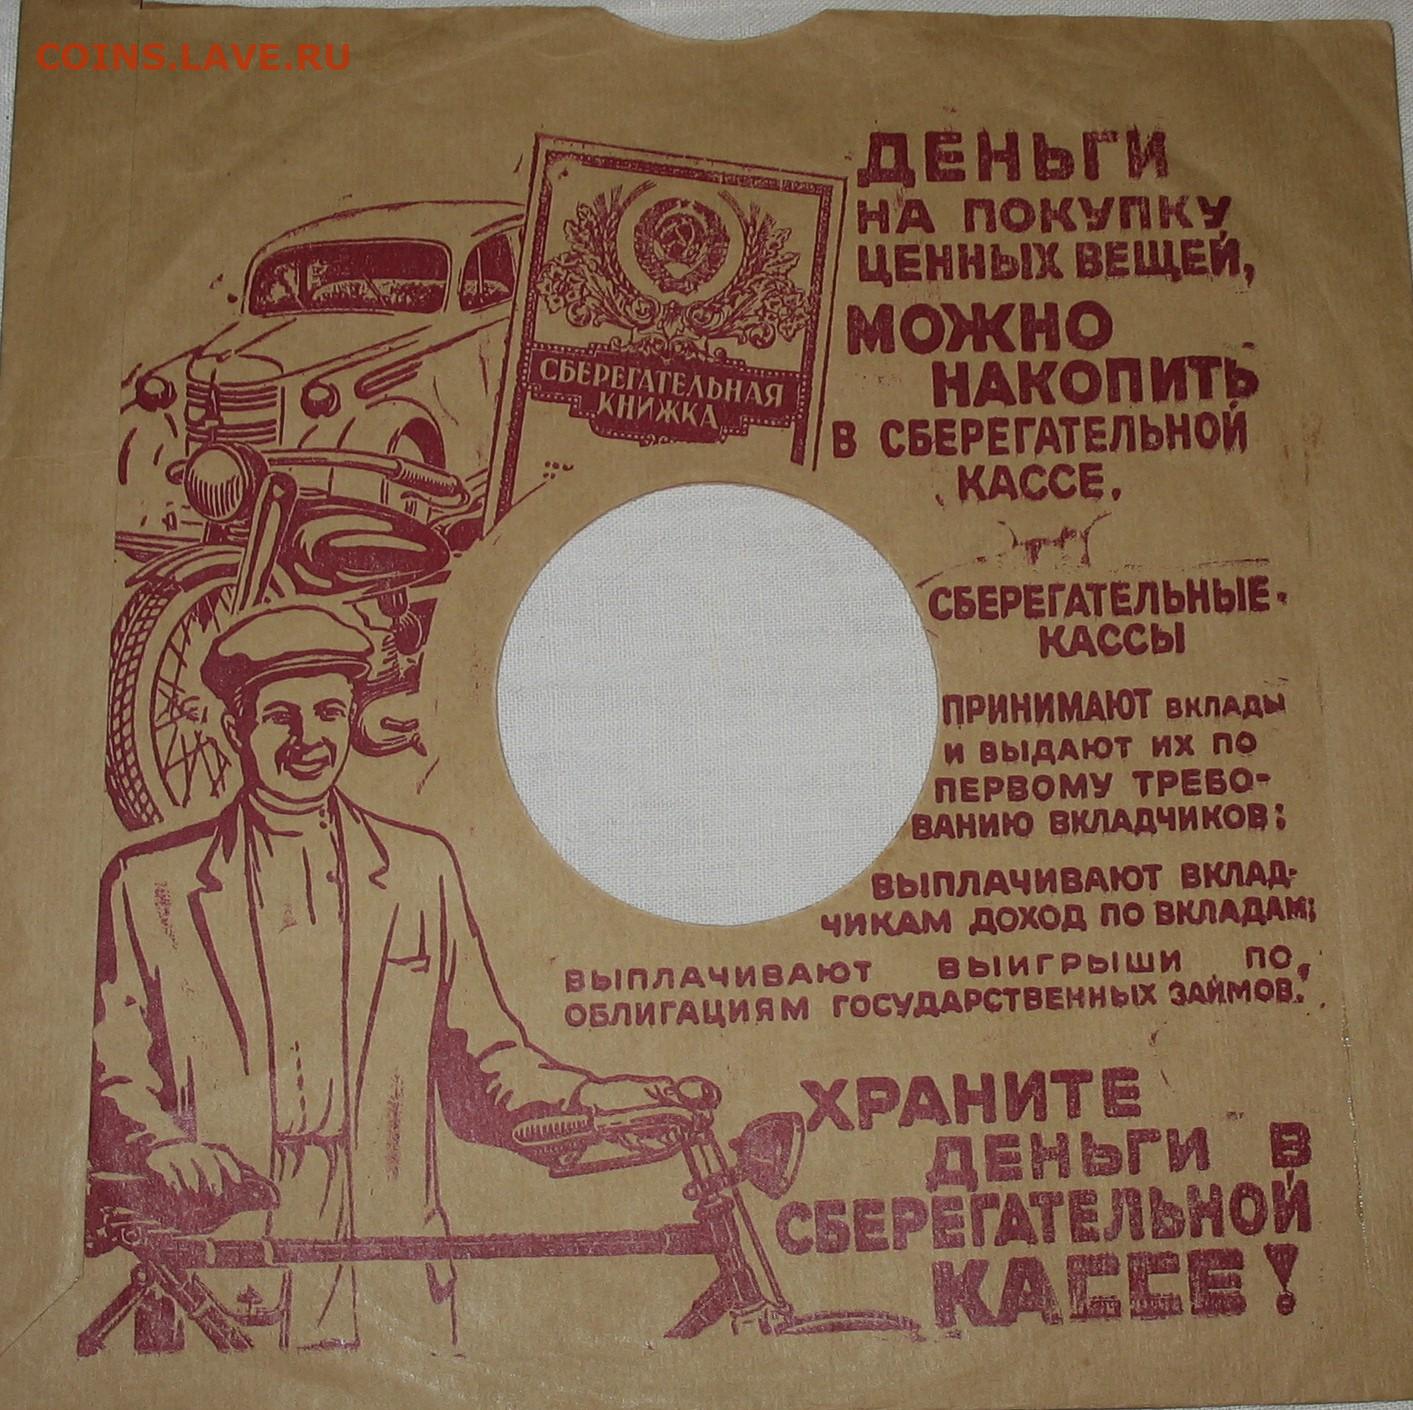 COINS.LAVE.RU
СБЕРЕГАТЕЛЬНАЯ
КНИЖКА
ДЕНЬГИ
НА ПОКУПКУ
ЦЕННЫХ ВЕЩЕЙ,
МОЖНО
НАКОПИТЬ
В СБЕРЕГАТЕЛЬНОЙ
КАССЕ.
СБЕРЕГАТЕЛЬНЫЕ
КАССЫ
ПРИНИМАЮТ ВКЛАДЫ
И ВЫДАЮТ ИХ ПО
ПЕРВОМУ ТРЕБО-
ВАНИЮ ВКЛАДЧИКОВ;
ВЫПЛАЧИВАЮТ ВКЛАД-
ЧИКАМ ДОХОД ПО ВКЛАДАМ;
ВЫПЛАЧИВАЮТ ВЫИГРЫШИ ПО
ОБЛИГАЦИЯМ ГОСУДАРСТВЕННЫХ ЗАЙМОВ.
ХРАНИТЕ
ДЕНЬГИ В
СБЕРЕГАТЕЛЬНОЙ
КАССЕ!